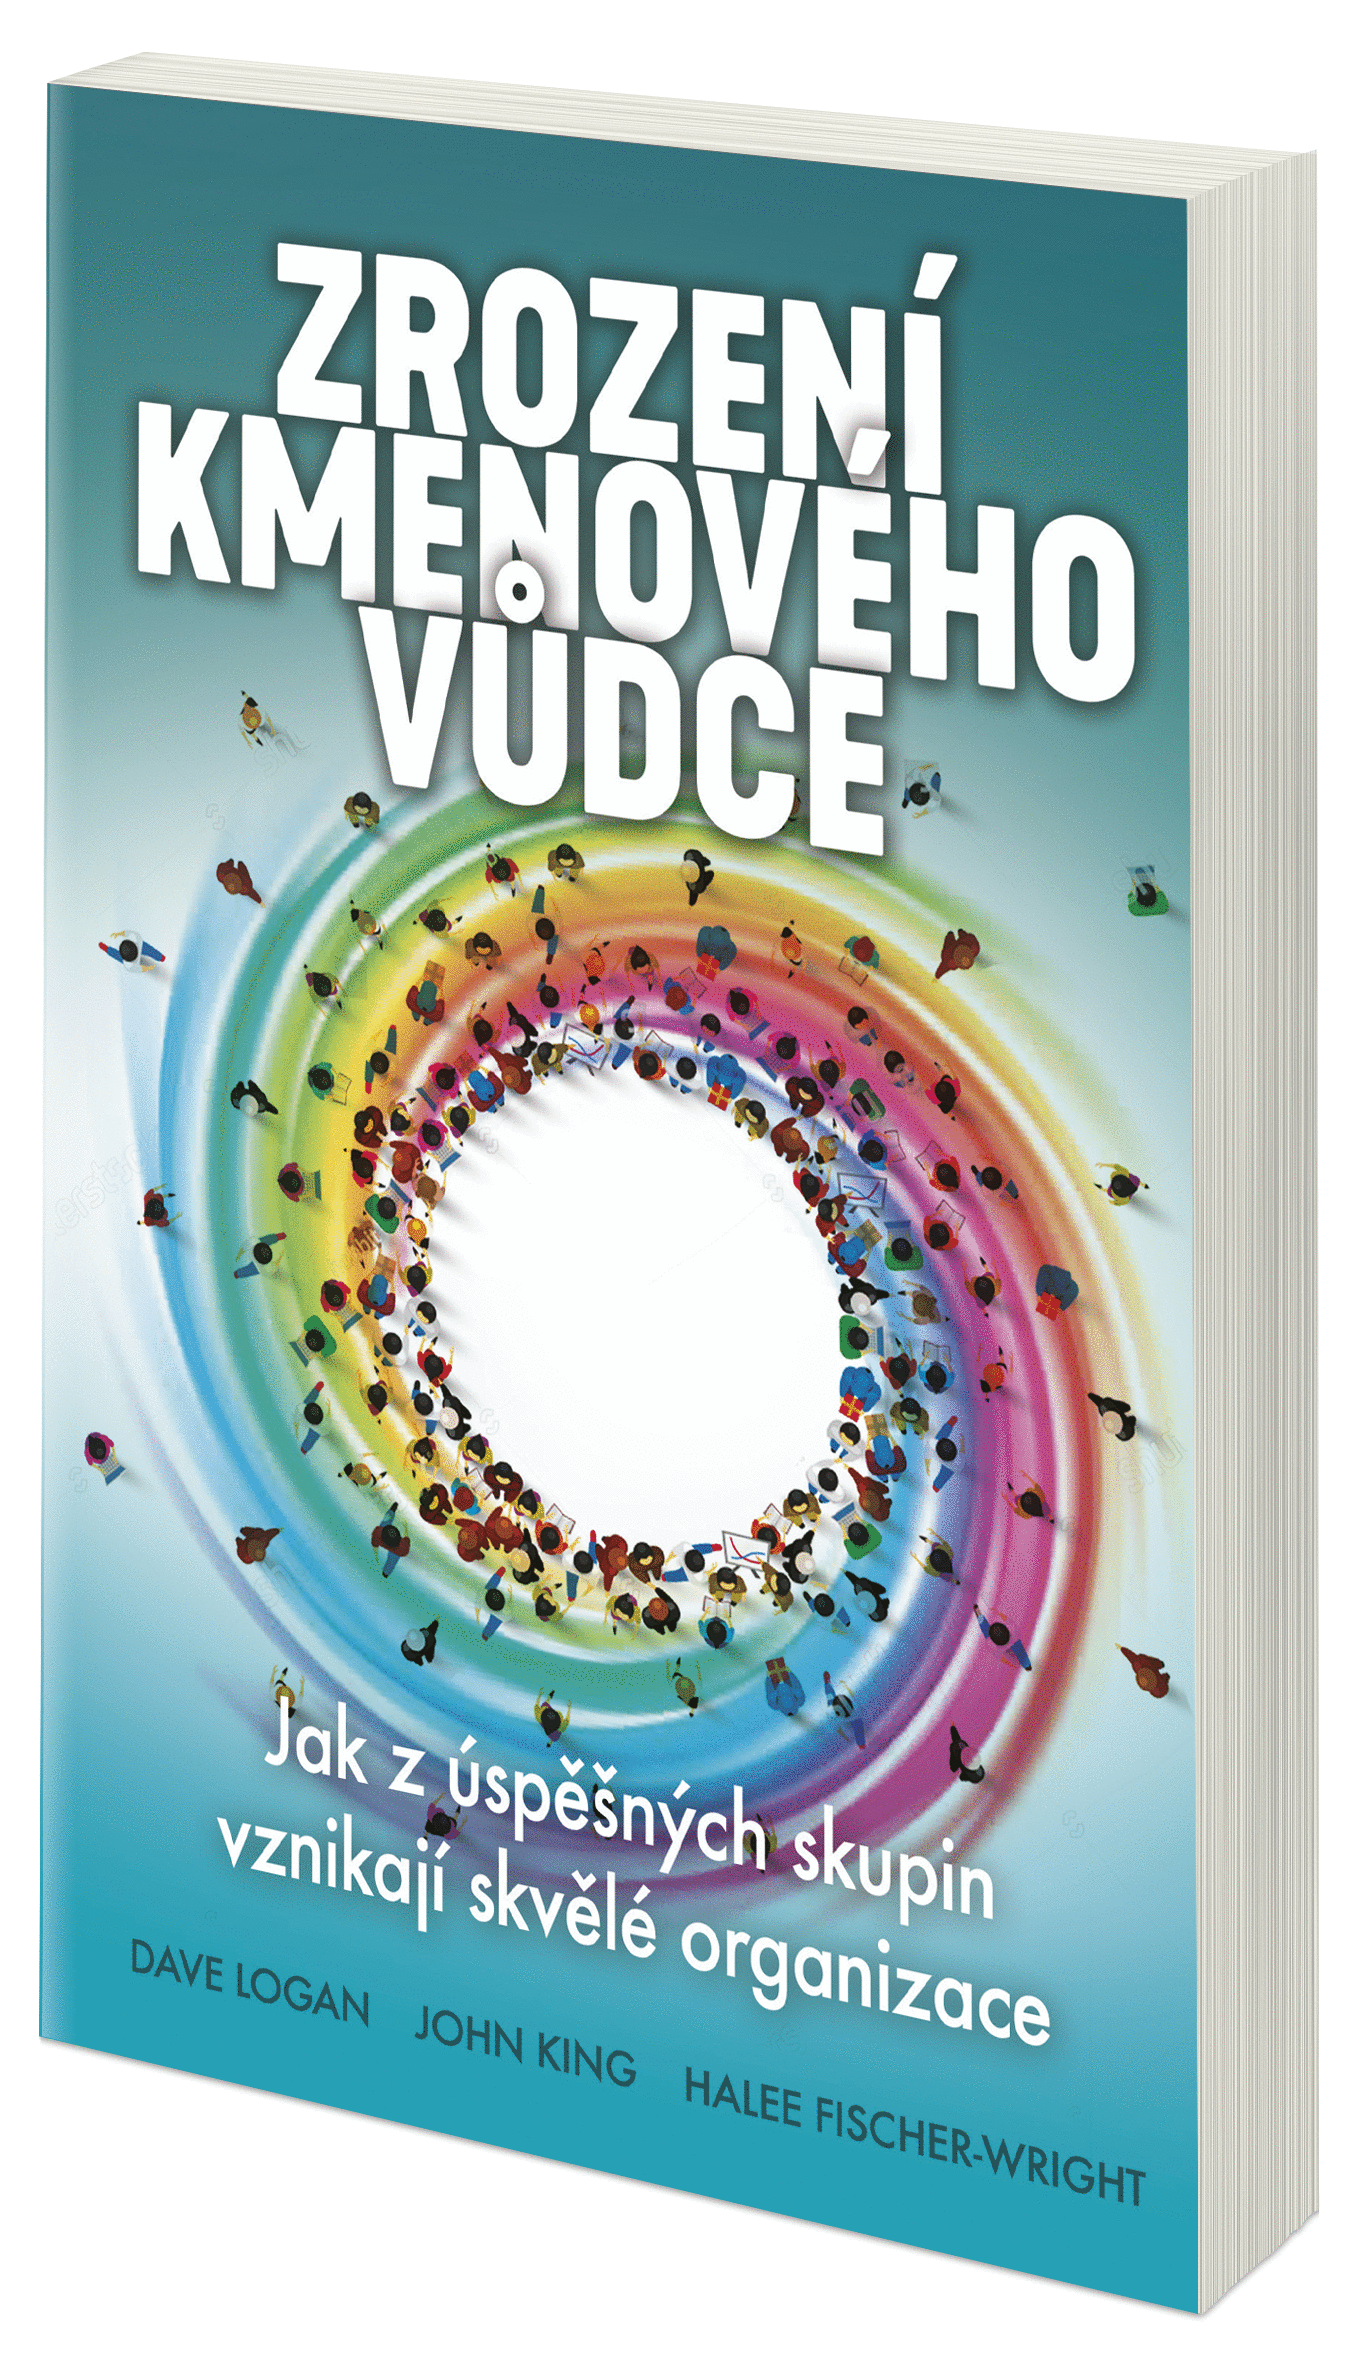 ZROZENÍ
KMENOVÉHO
VŮDCE
Jak z úspěšných skupin
vznikají skvělé organizace
DAVE LOGAN JOHN KING HALEE FISCHER-WRIGHT